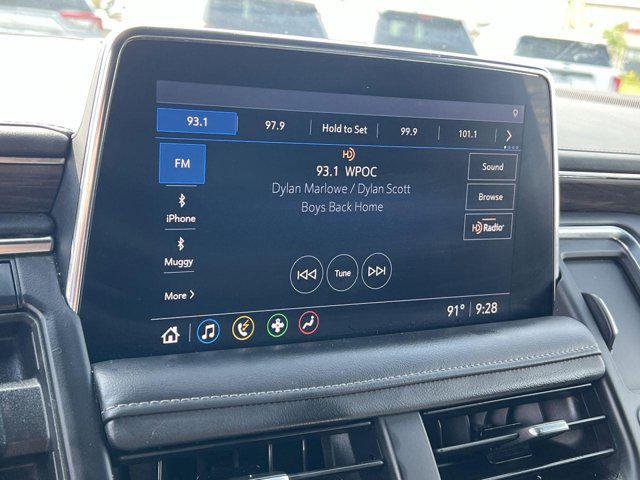 93.1 97.9 Hold to Set 99.9 101.1 >
FM
HD
93.1 WPOC
Dylan Marlowe / Dylan Scott
Boys Back Home
Sound
Browse
HD Radio
iPhone
Muggy
More >
Tune
91° 9:28